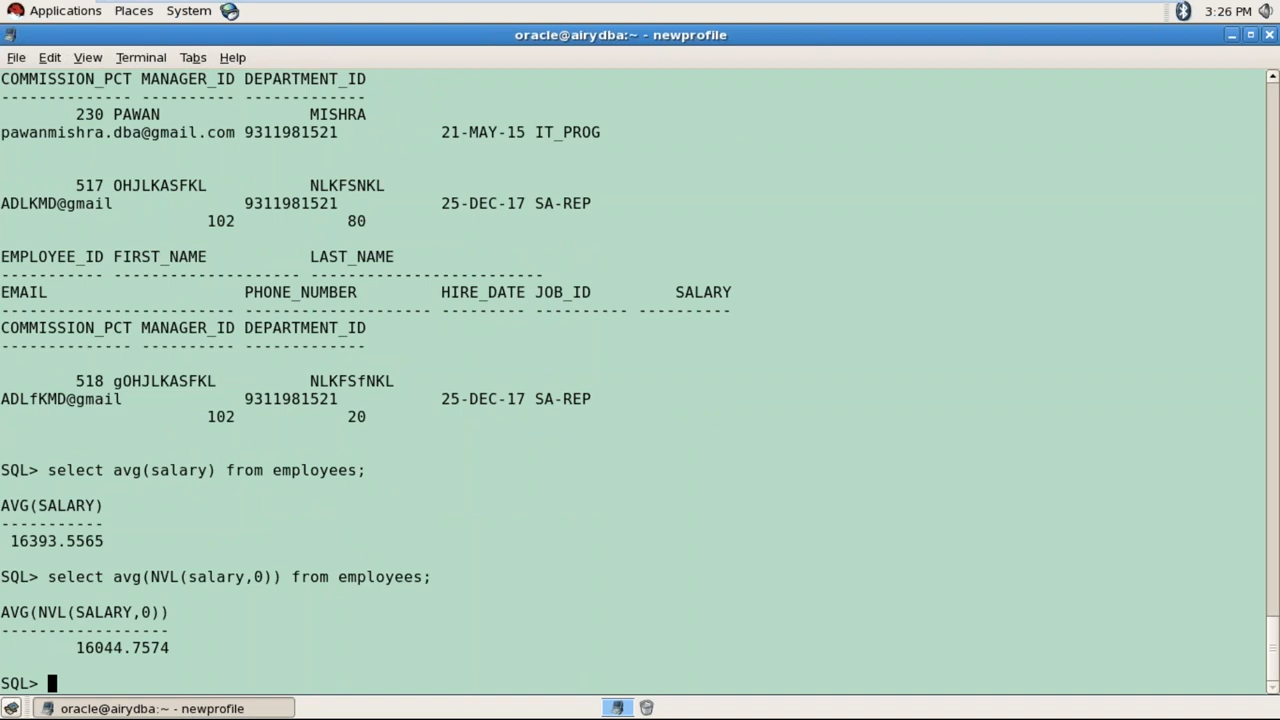 Applications Places System 3:26 PM
oracle@airydba:~ - newprofile
File Edit View Terminal Tabs Help
COMMISSION_PCT MANAGER_ID DEPARTMENT_ID
-------------- ---------- -------------
230 PAWAN MISHRA
pawanmishra.dba@gmail.com 9311981521 21-MAY-15 IT_PROG
517 OHJLKASFKL NLKFSNKL
ADLKMD@gmail 9311981521 25-DEC-17 SA-REP
102 80
EMPLOYEE_ID FIRST_NAME LAST_NAME
----------- -------------------- -------------------------
EMAIL PHONE_NUMBER HIRE_DATE JOB_ID SALARY
------------------------- -------------------- --------- ---------- ----------
COMMISSION_PCT MANAGER_ID DEPARTMENT_ID
-------------- ---------- -------------
518 gOHJLKASFKL NLKFSfNKL
ADLfKMD@gmail 9311981521 25-DEC-17 SA-REP
102 20
SQL> select avg(salary) from employees;
AVG(SALARY)
-----------
16393.5565
SQL> select avg(NVL(salary,0)) from employees;
AVG(NVL(SALARY,0))
------------------
16044.7574
SQL>
oracle@airydba:~ - newprofile